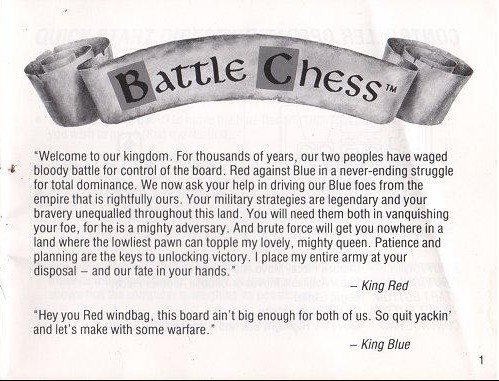 Battle Chess™
"Welcome to our kingdom. For thousands of years, our two peoples have waged
bloody battle for control of the board. Red against Blue in a never-ending struggle
for total dominance. We now ask your help in driving our Blue foes from the
empire that is rightfully ours. Your military strategies are legendary and your
bravery unequalled throughout this land. You will need them both in vanquishing
your foe, for he is a mighty adversary. And brute force will get you nowhere in a
land where the lowliest pawn can topple my lovely, mighty queen. Patience and
planning are the keys to unlocking victory. I place my entire army at your
disposal – and our fate in your hands."
– King Red
"Hey you Red windbag, this board ain't big enough for both of us. So quit yackin'
and let's make with some warfare."
– King Blue
1